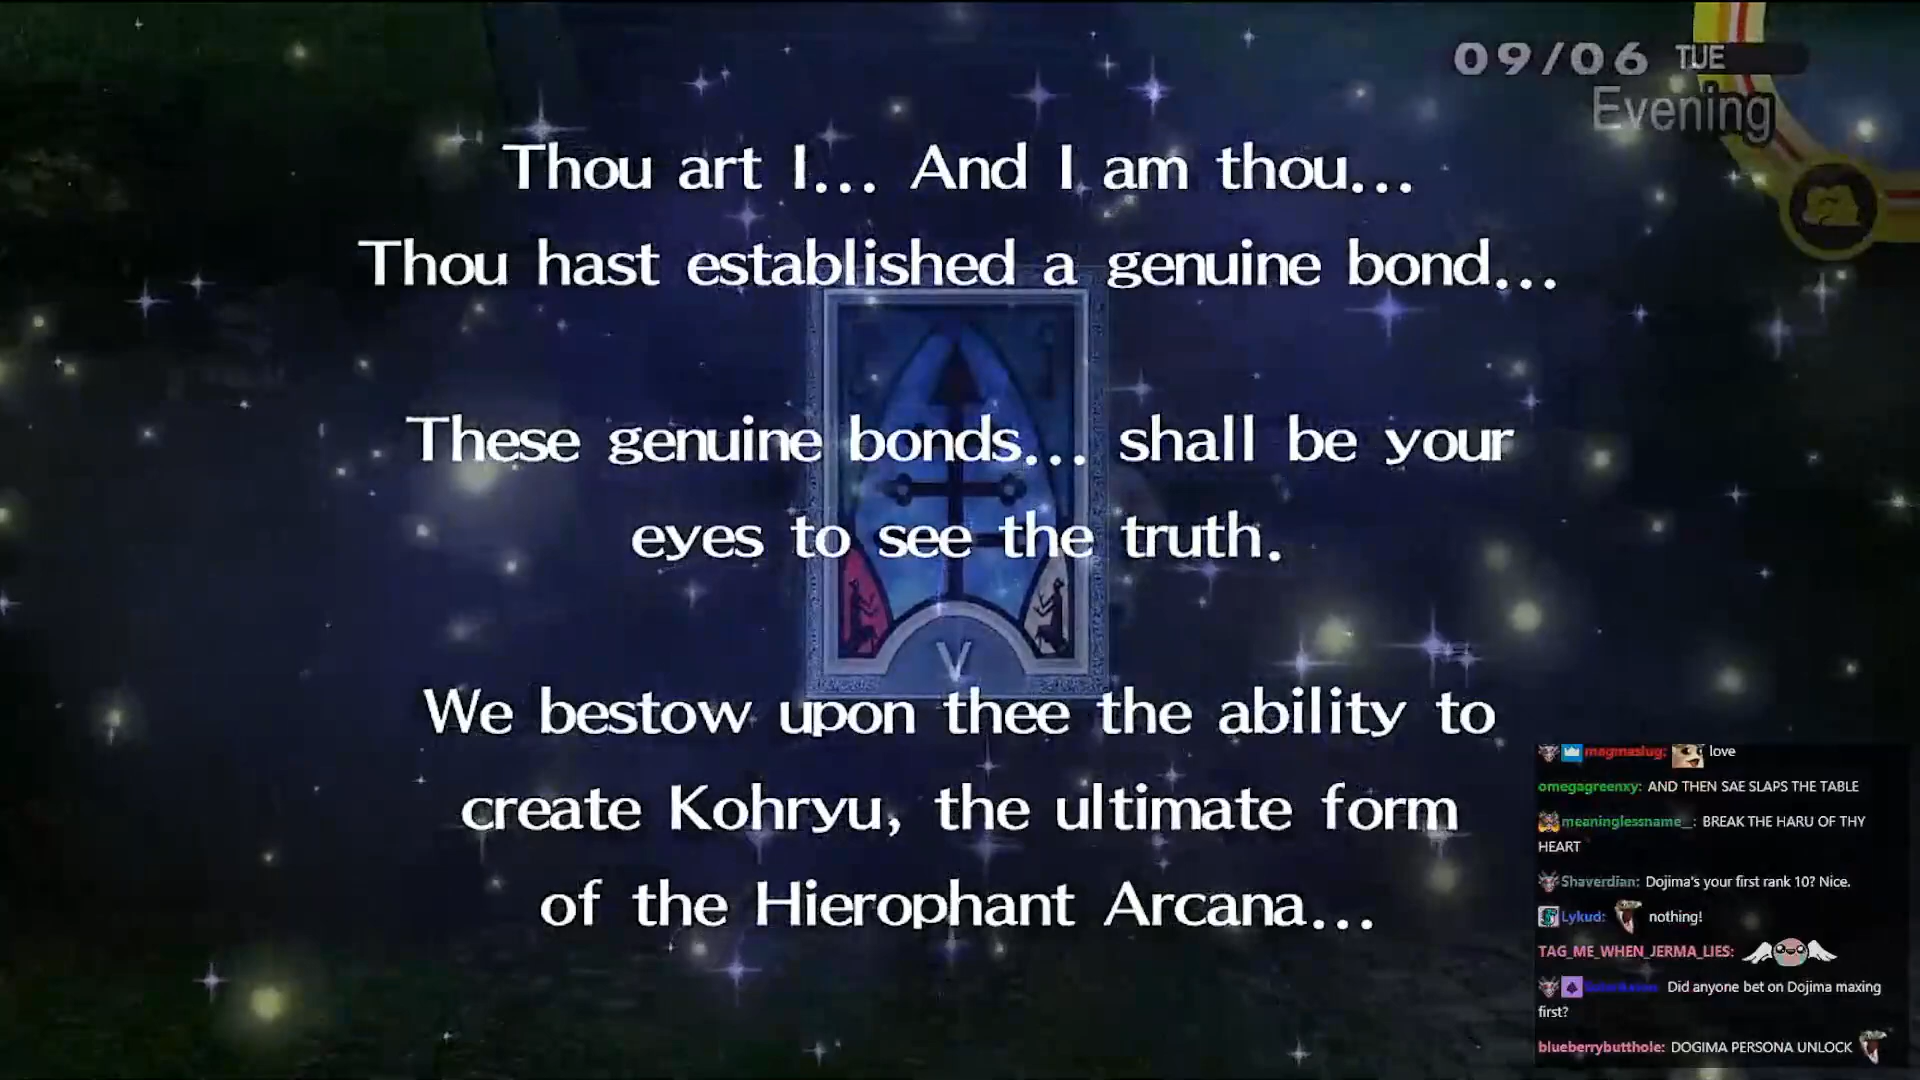 09/06 TUE
Evening
Thou art I... And I am thou...
Thou hast established a genuine bond...
These genuine bonds... shall be your
eyes to see the truth.
V
We bestow upon thee the ability to
create Kohryu, the ultimate form
of the Hierophant Arcana...
magmaslug: love
omegagreenxy: AND THEN SAE SLAPS THE TABLE
meaninglessname_: BREAK THE HARU OF THY
HEART
Shaverdian: Dojima's your first rank 10? Nice.
Lykud: nothing!
TAG_ME_WHEN_JERMA_LIES:
Did anyone bet on Dojima maxing
first?
blueberrybutthole: DOGIMA PERSONA UNLOCK